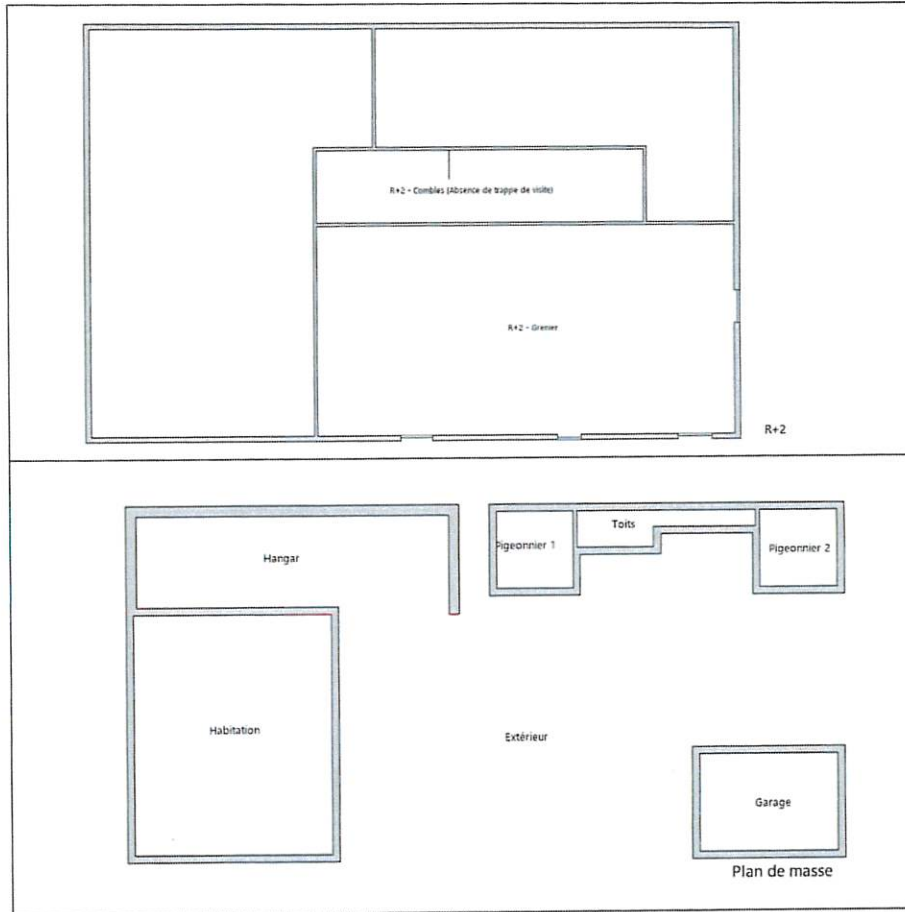 R+2 - Combles (Absence de trappe de visite)
R+2 - Grenier
R+2
Hangar
Pigeonnier 1
Toits
Pigeonnier 2
Habitation
Extérieur
Garage
Plan de masse